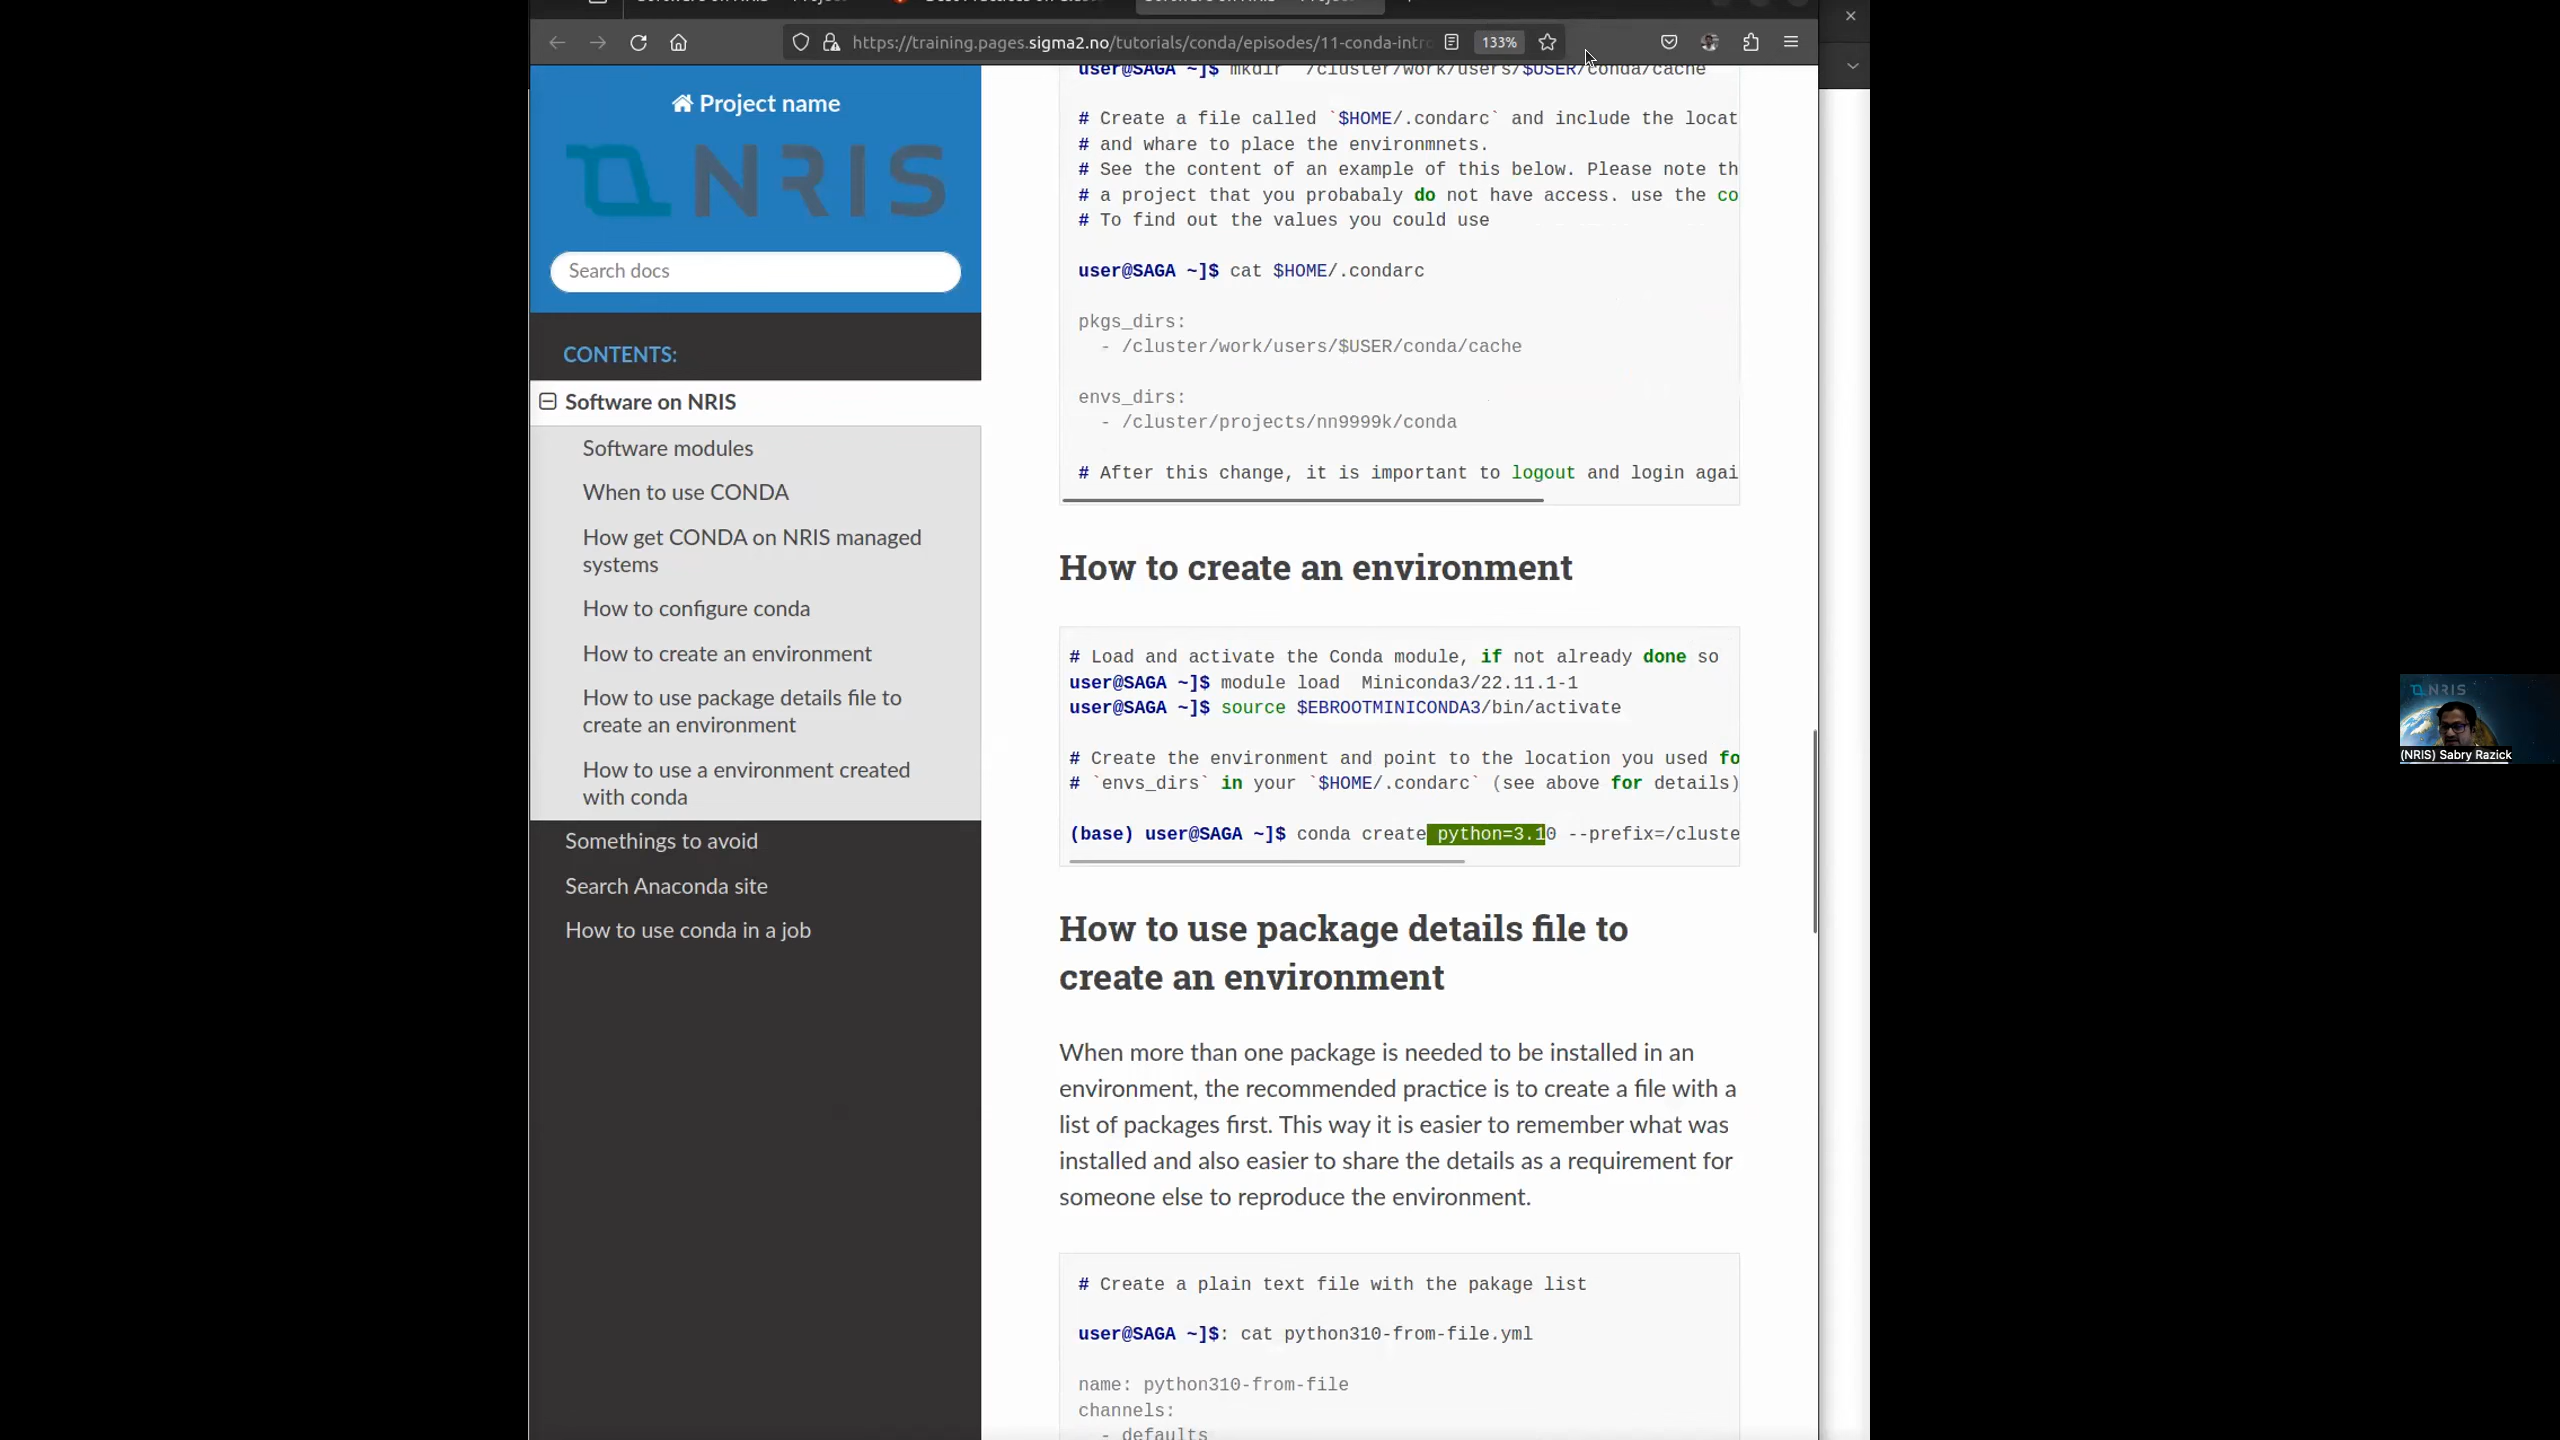 https://training.pages.sigma2.no/tutorials/conda/episodes/11-conda-intr
133%
Project name
NRIS
Search docs
CONTENTS:
Software on NRIS
Software modules
When to use CONDA
How get CONDA on NRIS managed
systems
How to configure conda
How to create an environment
How to use package details file to
create an environment
How to use a environment created
with conda
Somethings to avoid
Search Anaconda site
How to use conda in a job
user@SAGA ~]$ mkdir  /cluster/work/users/$USER/conda/cache
# Create a file called `$HOME/.condarc` and include the locat
# and whare to place the environmnets.
# See the content of an example of this below. Please note th
# a project that you probabaly do not have access. use the co
# To find out the values you could use
user@SAGA ~]$ cat $HOME/.condarc
pkgs_dirs:
- /cluster/work/users/$USER/conda/cache
envs_dirs:
- /cluster/projects/nn9999k/conda
# After this change, it is important to logout and login agai
How to create an environment
# Load and activate the Conda module, if not already done so
user@SAGA ~]$ module load  Miniconda3/22.11.1-1
user@SAGA ~]$ source $EBROOTMINICONDA3/bin/activate
# Create the environment and point to the location you used fo
# `envs_dirs` in your `$HOME/.condarc` (see above for details)
(base) user@SAGA ~]$ conda create python=3.10 --prefix=/cluste
How to use package details file to
create an environment
When more than one package is needed to be installed in an
environment, the recommended practice is to create a file with a
list of packages first. This way it is easier to remember what was
installed and also easier to share the details as a requirement for
someone else to reproduce the environment.
# Create a plain text file with the pakage list
user@SAGA ~]$: cat python310-from-file.yml
name: python310-from-file
channels:
- defaults
NRIS
(NRIS) Sabry Razick